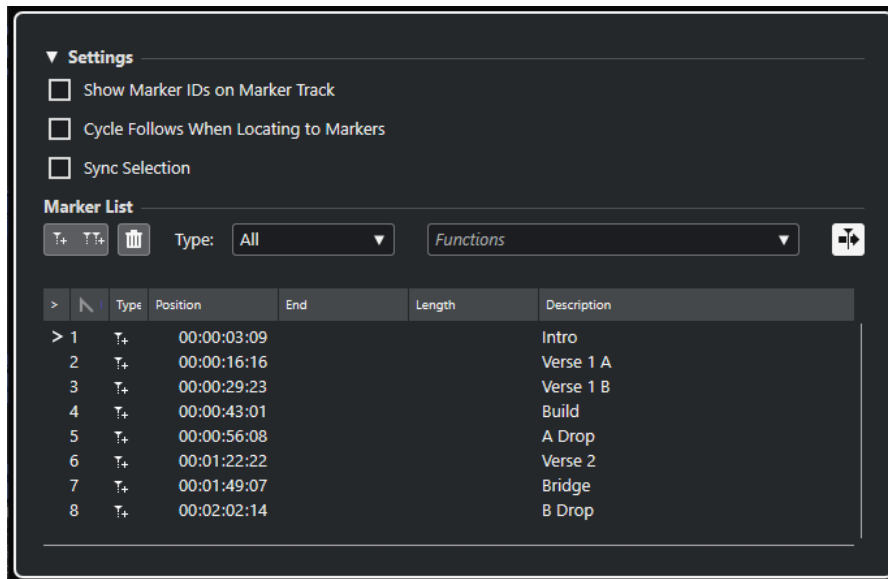 ▼ Settings
Show Marker IDs on Marker Track
Cycle Follows When Locating to Markers
Sync Selection
Marker List
Type: All Functions
> Type Position End Length Description
> 1 00:00:03:09 Intro
2 00:00:16:16 Verse 1 A
3 00:00:29:23 Verse 1 B
4 00:00:43:01 Build
5 00:00:56:08 A Drop
6 00:01:22:22 Verse 2
7 00:01:49:07 Bridge
8 00:02:02:14 B Drop